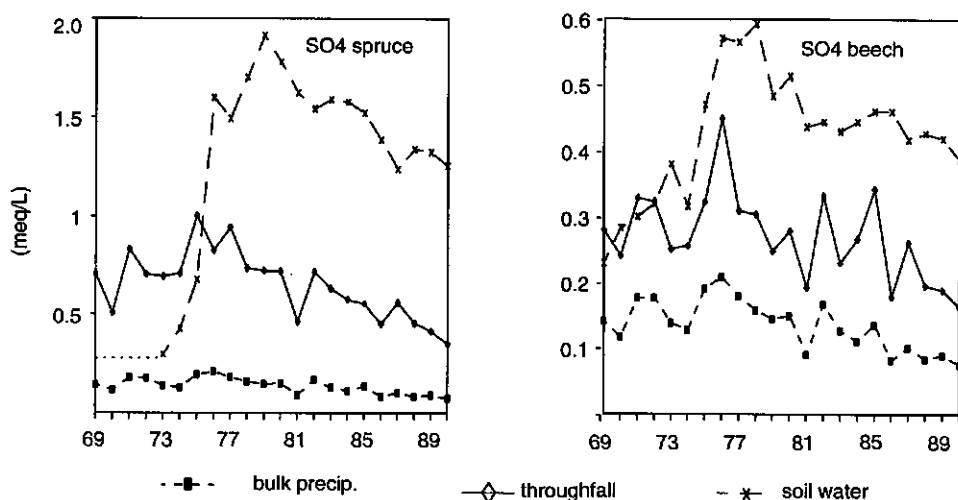 2.0
1.5
1
0.5
(meq/L)
SO4 spruce
69 73 77 81 85 89
0.6
0.5
0.4
0.3
0.2
0.1
SO4 beech
69 73 77 81 85 89
bulk precip. throughfall soil water